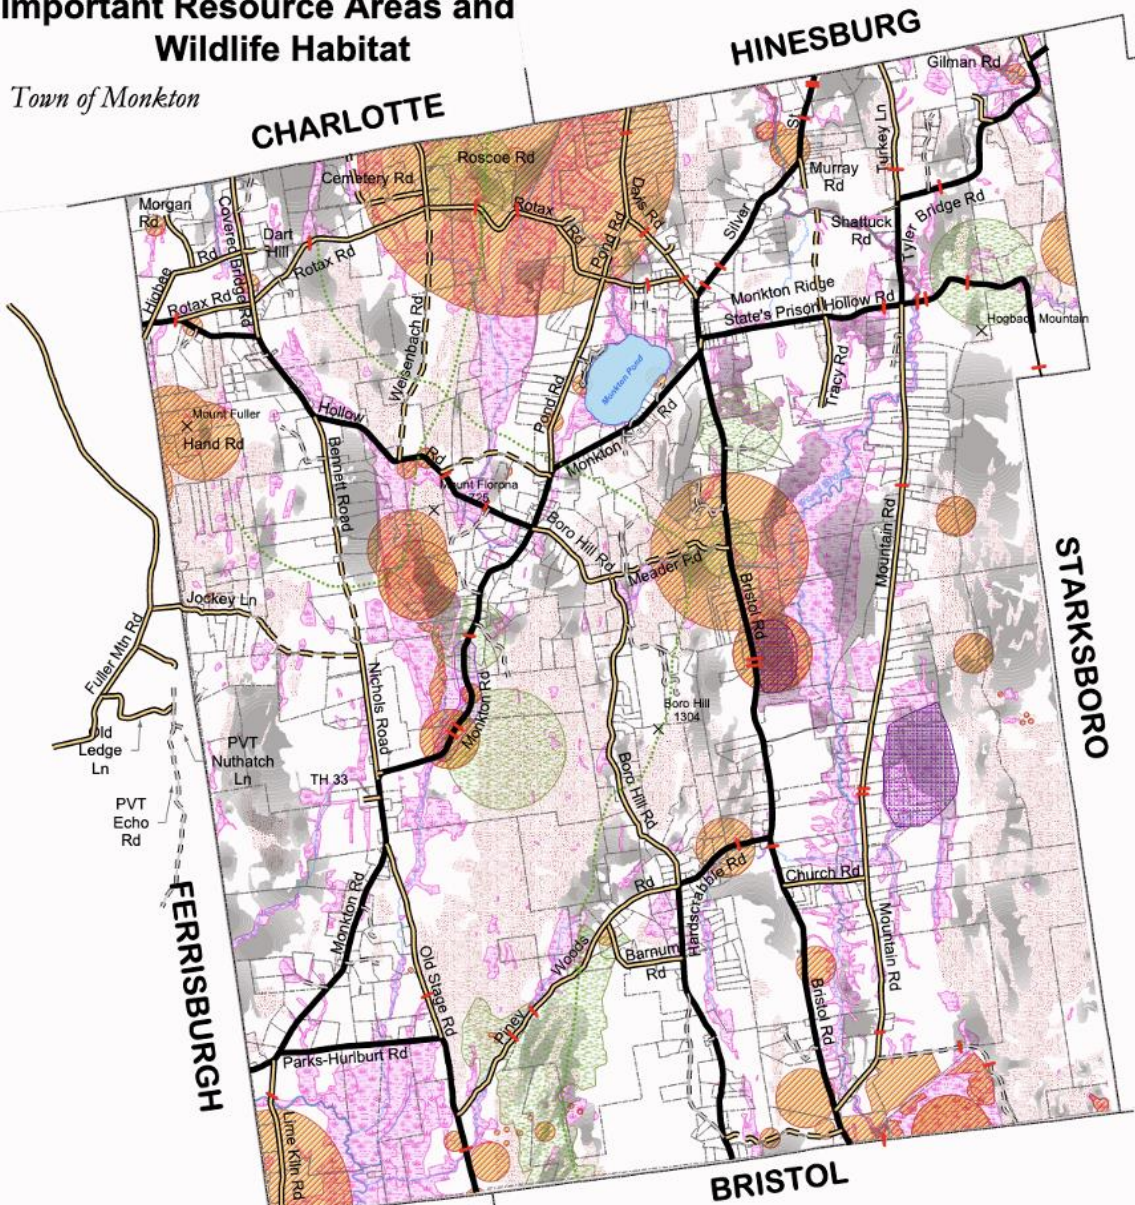 Important Resource Areas and
Wildlife Habitat
Town of Monkton
HINESBURG
CHARLOTTE
Gilman Rd
Roscoe Rd
Cemetery Rd
St
Turkey Ln
Murray
Rd
Morgan
Rd
Covered Bridge Rd
Dart
Hill
Rd
Rotax
Rd
Davis Rd
Pond Rd
Silver
Shattuck
Rd
Tyler
Bridge Rd
Higbee
Rotax Rd
Rotax Rd
Monkton Ridge
State's Prison Hollow Rd
Hogback Mountain
Weisenbach Rd
Monkton Pond
Tracy Rd
Mount Fuller
Hand Rd
Hollow
Rd
Pond Rd
Monkton
Rd
Bennett Road
Mount Florona
725
Boro Hill Rd
Meader Rd
Mountain Rd
STARKSBORO
Jockey Ln
Bristol Rd
Fuller Mtn Rd
Nichols Road
Monkton Rd
Boro Hill
1304
Old
Ledge
Ln
PVT
Nuthatch
Ln
TH 33
PVT
Echo
Rd
Boro Hill Rd
FERRISBURGH
Monkton Rd
Rd
Hardscrabble Rd
Church Rd
Mountain Rd
Old Stage Rd
Woods
Barnum
Rd
Piney
Bristol Rd
Parks-Hurlburt Rd
Lime Kiln Rd
BRISTOL